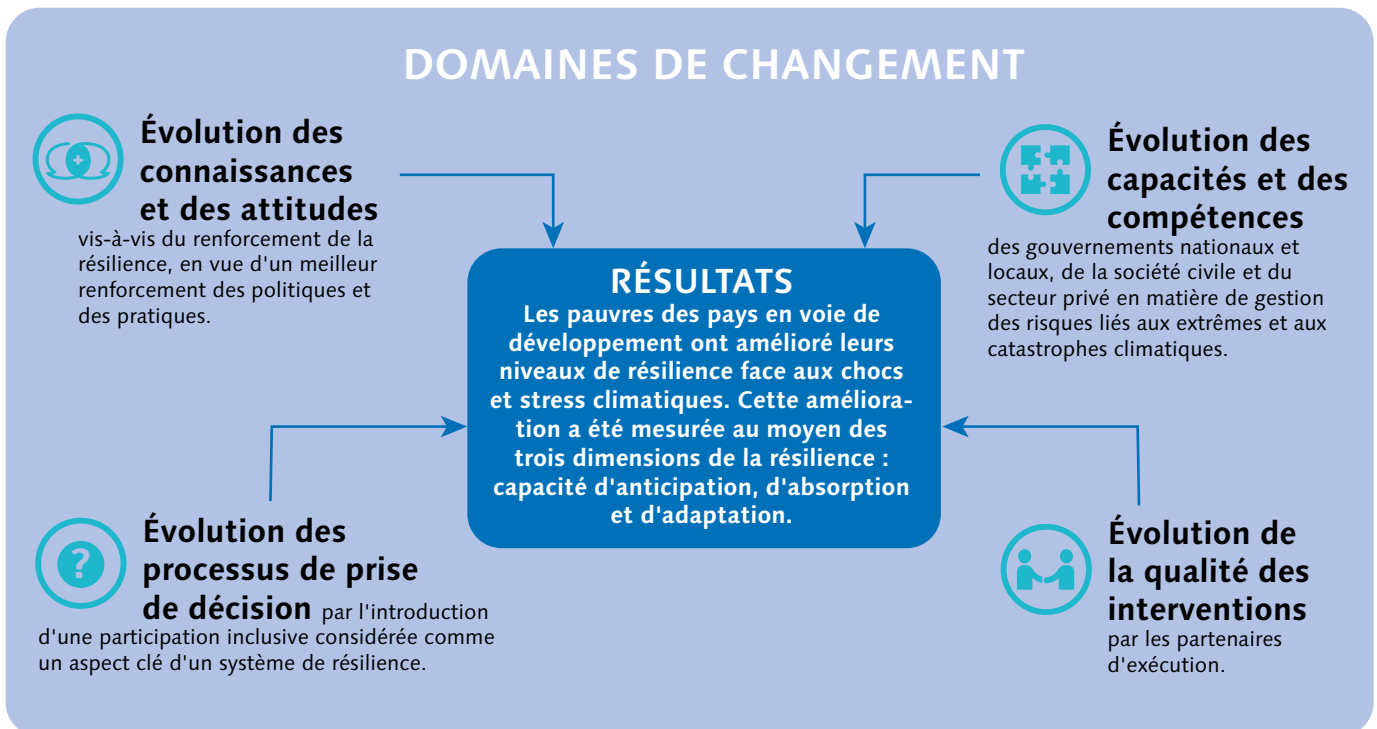 DOMAINES DE CHANGEMENT
Évolution des
connaissances
et des attitudes
vis-à-vis du renforcement de la
résilience, en vue d'un meilleur
renforcement des politiques et
des pratiques.
Évolution des
capacités et des
compétences
des gouvernements nationaux et
locaux, de la société civile et du
secteur privé en matière de gestion
des risques liés aux extrêmes et aux
catastrophes climatiques.
RÉSULTATS
Les pauvres des pays en voie de
développement ont amélioré leurs
niveaux de résilience face aux chocs
et stress climatiques. Cette améliora-
tion a été mesurée au moyen des
trois dimensions de la résilience :
capacité d'anticipation, d'absorption
et d'adaptation.
?
Évolution des
processus de prise
de décision par l'introduction
d'une participation inclusive considérée comme
un aspect clé d'un système de résilience.
Évolution de
la qualité des
interventions
par les partenaires
d'exécution.